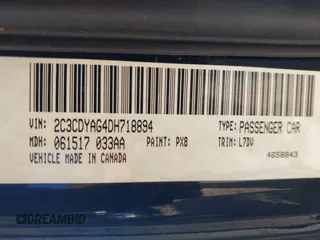 VIN: 2C3CDYAG4DH718894 TYPE: PASSENGER CAR
MDH: 061517 033AA PAINT: PX8 TRIM: L7DV
VEHICLE MADE IN CANADA 4658843
DREAMBID